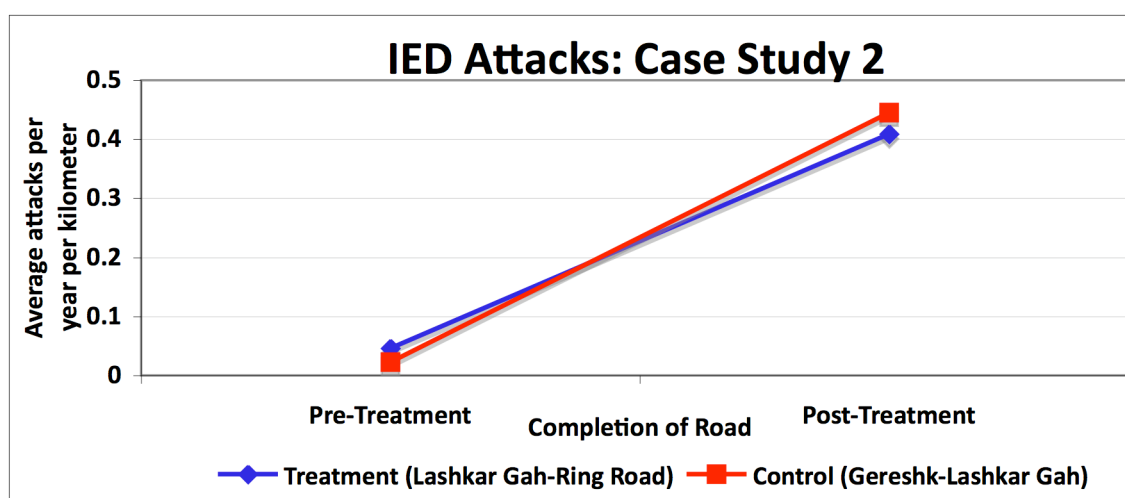 IED Attacks: Case Study 2
Average attacks per
year per kilometer
0.5
0.4
0.3
0.2
0.1
0
Pre-Treatment
Completion of Road
Post-Treatment
Treatment (Lashkar Gah-Ring Road)
Control (Gereshk-Lashkar Gah)